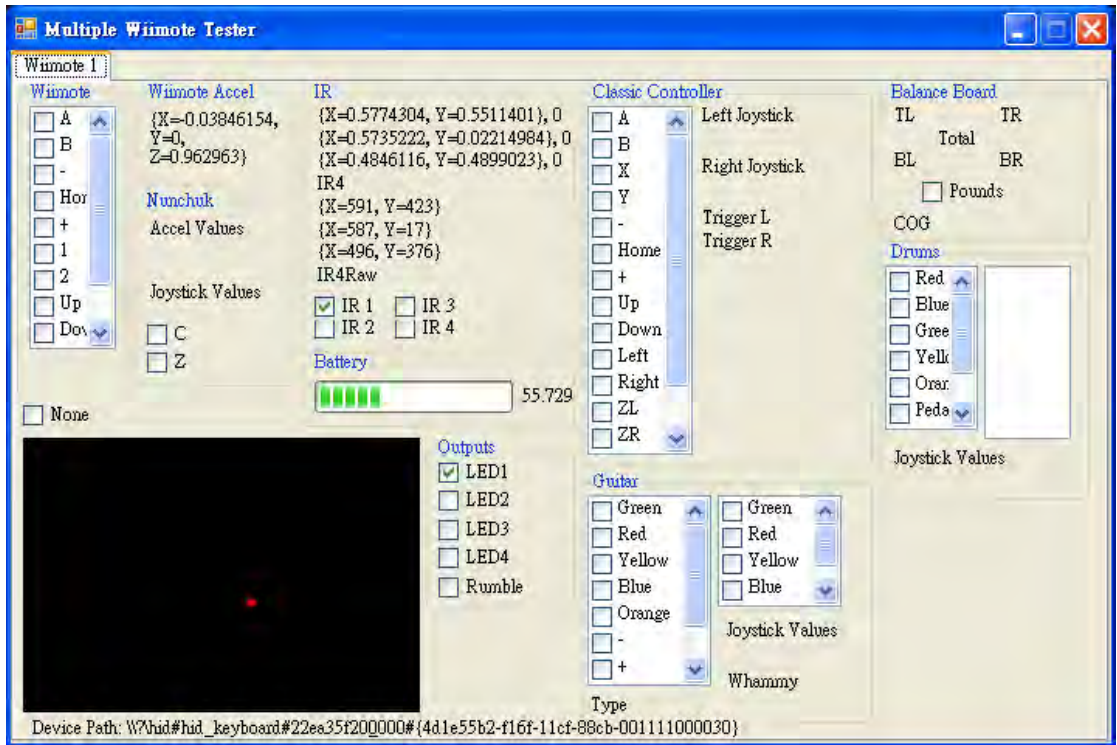 Multiple Wiimote Tester
Wiimote 1
Wiimote
A
B
-
Hor
+
1
2
Up
Dov
None
Wiimote Accel
{X=-0.03846154,
Y=0,
Z=0.962963}
Nunchuk
Accel Values
Joystick Values
C
Z
IR
{X=0.5774304, Y=0.5511401}, 0
{X=0.5735222, Y=0.02214984}, 0
{X=0.4846116, Y=0.4899023}, 0
IR4
{X=591, Y=423}
{X=587, Y=17}
{X=496, Y=376}
IR4Raw
IR 1 IR 3
IR 2 IR 4
Battery
55.729
Outputs
LED1
LED2
LED3
LED4
Rumble
Classic Controller
A
B
X
Y
-
Home
+
Up
Down
Left
Right
ZL
ZR
Left Joystick
Right Joystick
Trigger L
Trigger R
Guitar
Green
Red
Yellow
Blue
Orange
-
+
Green
Red
Yellow
Blue
Joystick Values
Whammy
Type
Balance Board
TL TR
Total
BL BR
Pounds
COG
Drums
Red
Blue
Gree
Yellc
Oran
Peda
Joystick Values
Device Path: \\?\hid#hid_keyboard#22ea35f200000#{4d1e55b2-f16f-11cf-88cb-001111000030}